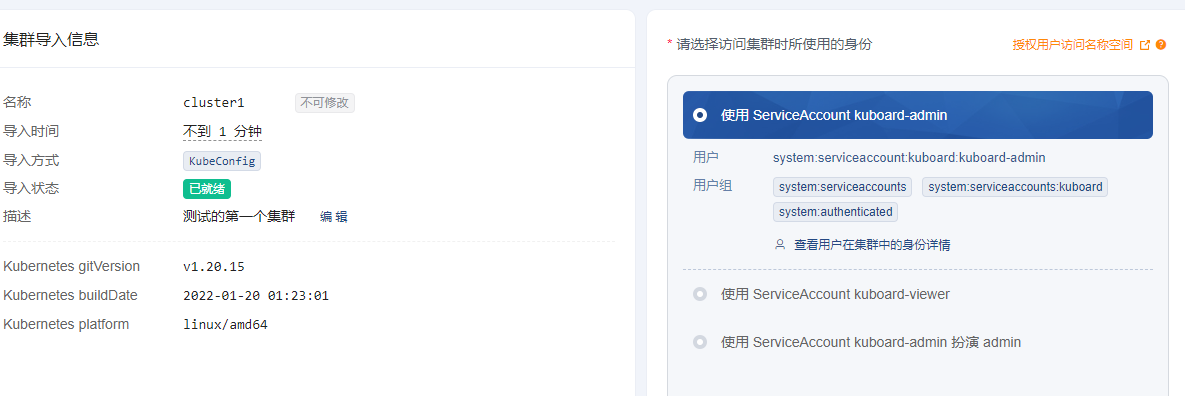 集群导入信息
名称 cluster1 不可修改
导入时间 不到 1 分钟
导入方式 KubeConfig
导入状态 已就绪
描述 测试的第一个集群 编 辑
Kubernetes gitVersion v1.20.15
Kubernetes buildDate 2022-01-20 01:23:01
Kubernetes platform linux/amd64
* 请选择访问集群时所使用的身份 授权用户访问名称空间 ?
使用 ServiceAccount kuboard-admin
用户 system:serviceaccount:kuboard:kuboard-admin
用户组 system:serviceaccounts system:serviceaccounts:kuboard
system:authenticated
查看用户在集群中的身份详情
使用 ServiceAccount kuboard-viewer
使用 ServiceAccount kuboard-admin 扮演 admin